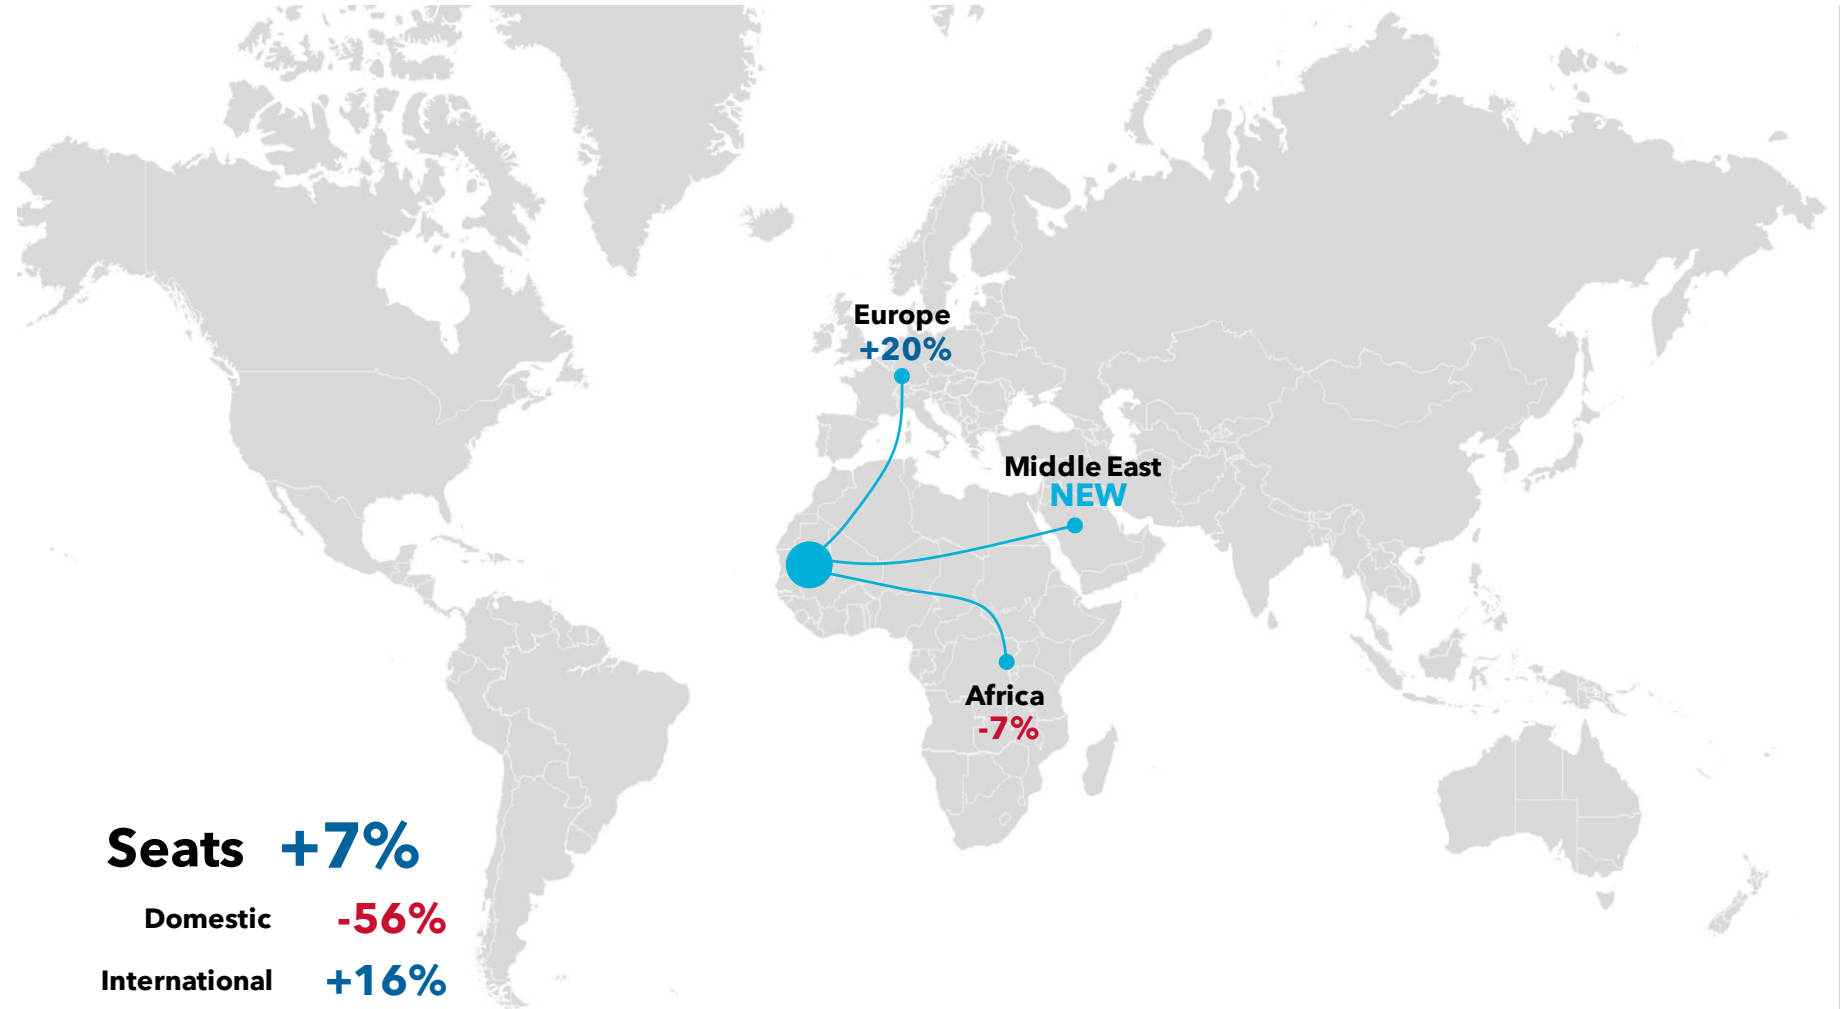 Europe
+20%
Middle East
NEW
Africa
-7%
Seats +7%
Domestic -56%
International +16%